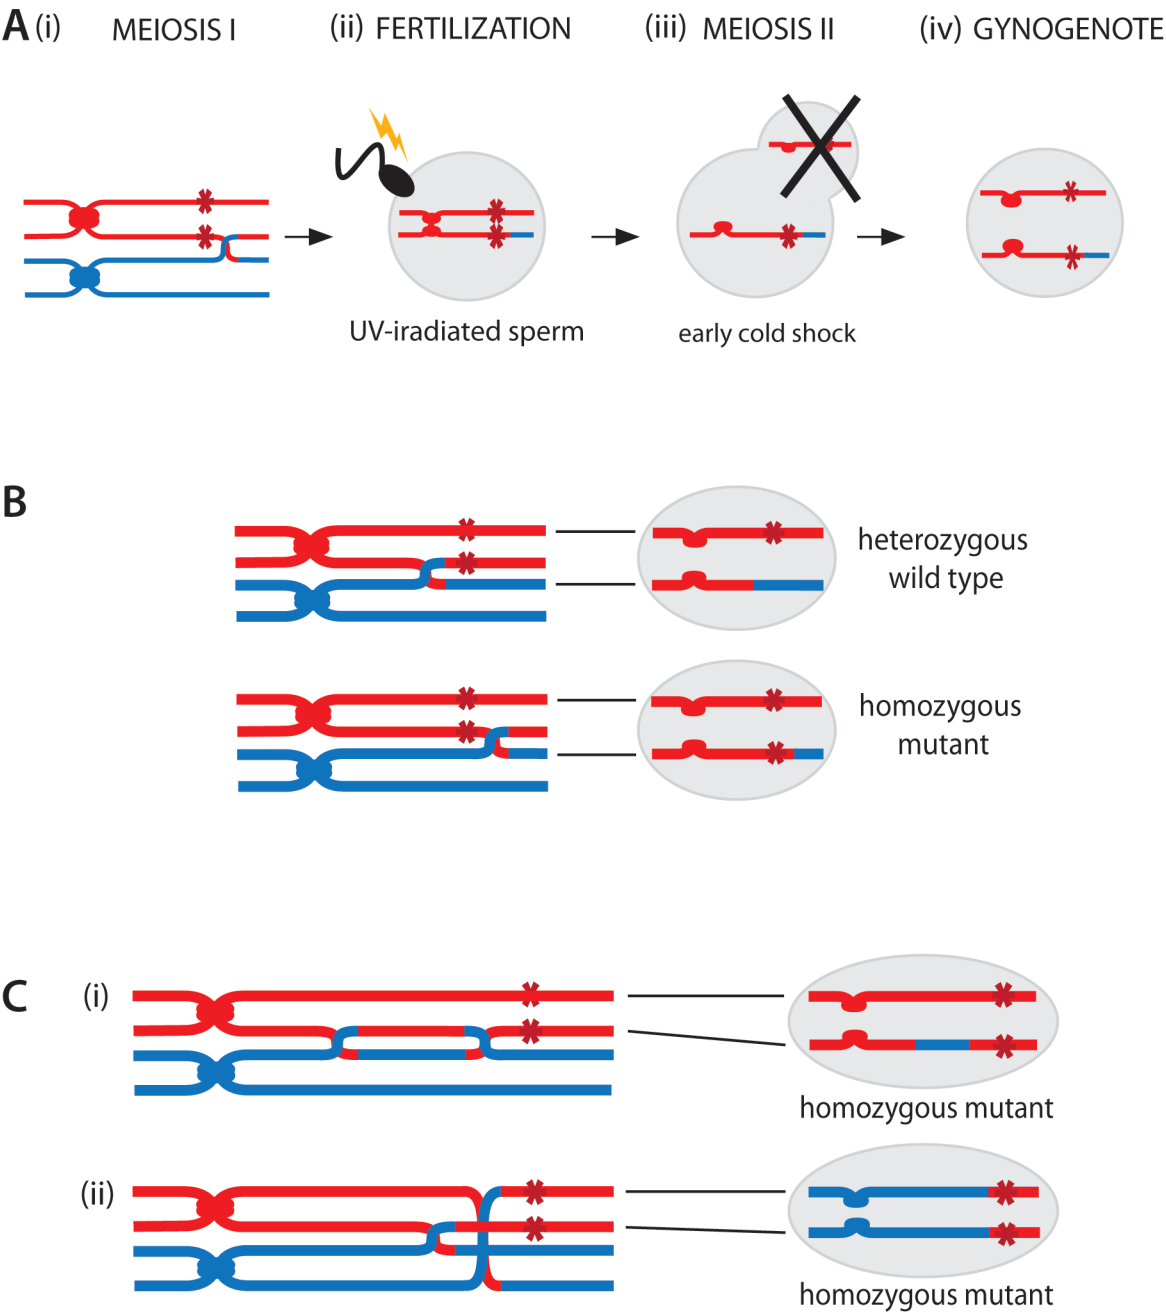 A (i) MEIOSIS I (ii) FERTILIZATION (iii) MEIOSIS II (iv) GYNOGENOTE
UV-iradiated sperm
early cold shock
B
heterozygous
wild type
homozygous
mutant
C (i)
homozygous mutant
(ii)
homozygous mutant